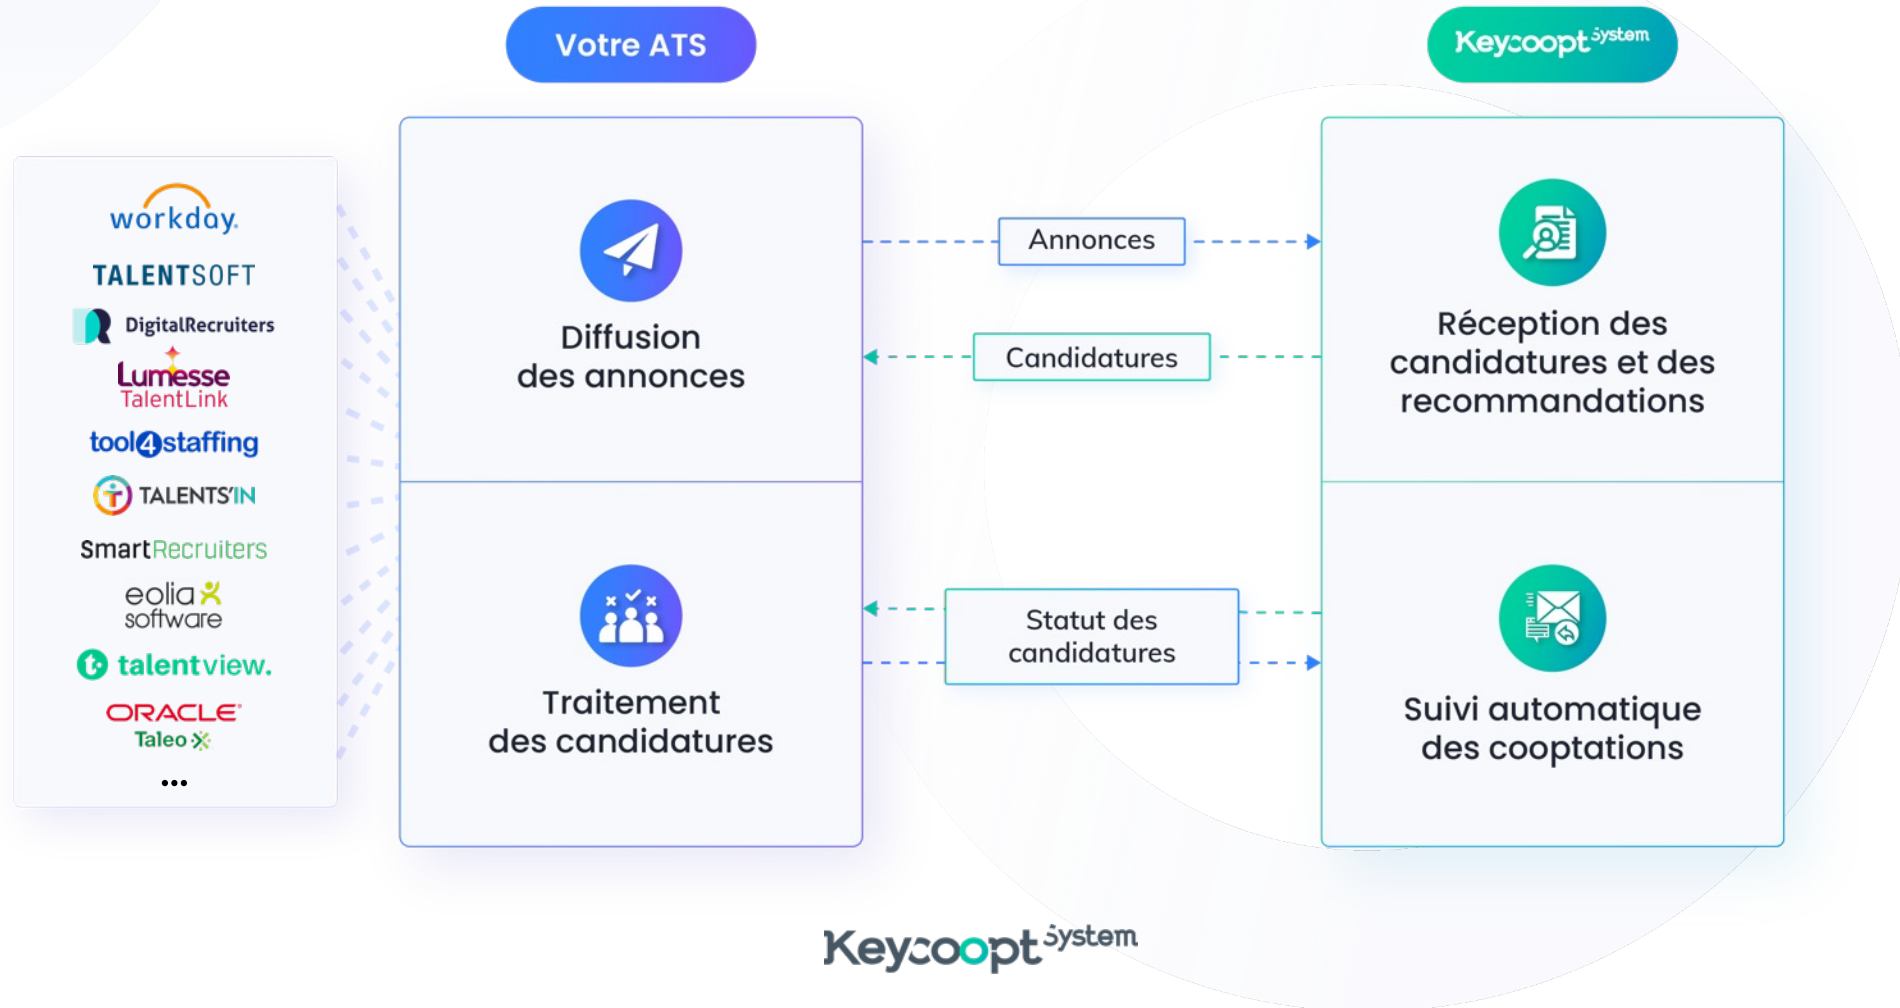 Votre ATS
Keycoopt System
workday.
TALENTSOFT
DigitalRecruiters
Lumesse
TalentLink
tool4staffing
TALENTS'IN
SmartRecruiters
eolia
software
t talentview.
ORACLE®
Taleo
...
Diffusion
des annonces
Traitement
des candidatures
Annonces
Candidatures
Statut des
candidatures
Réception des
candidatures et des
recommandations
Suivi automatique
des cooptations
Keycoopt System